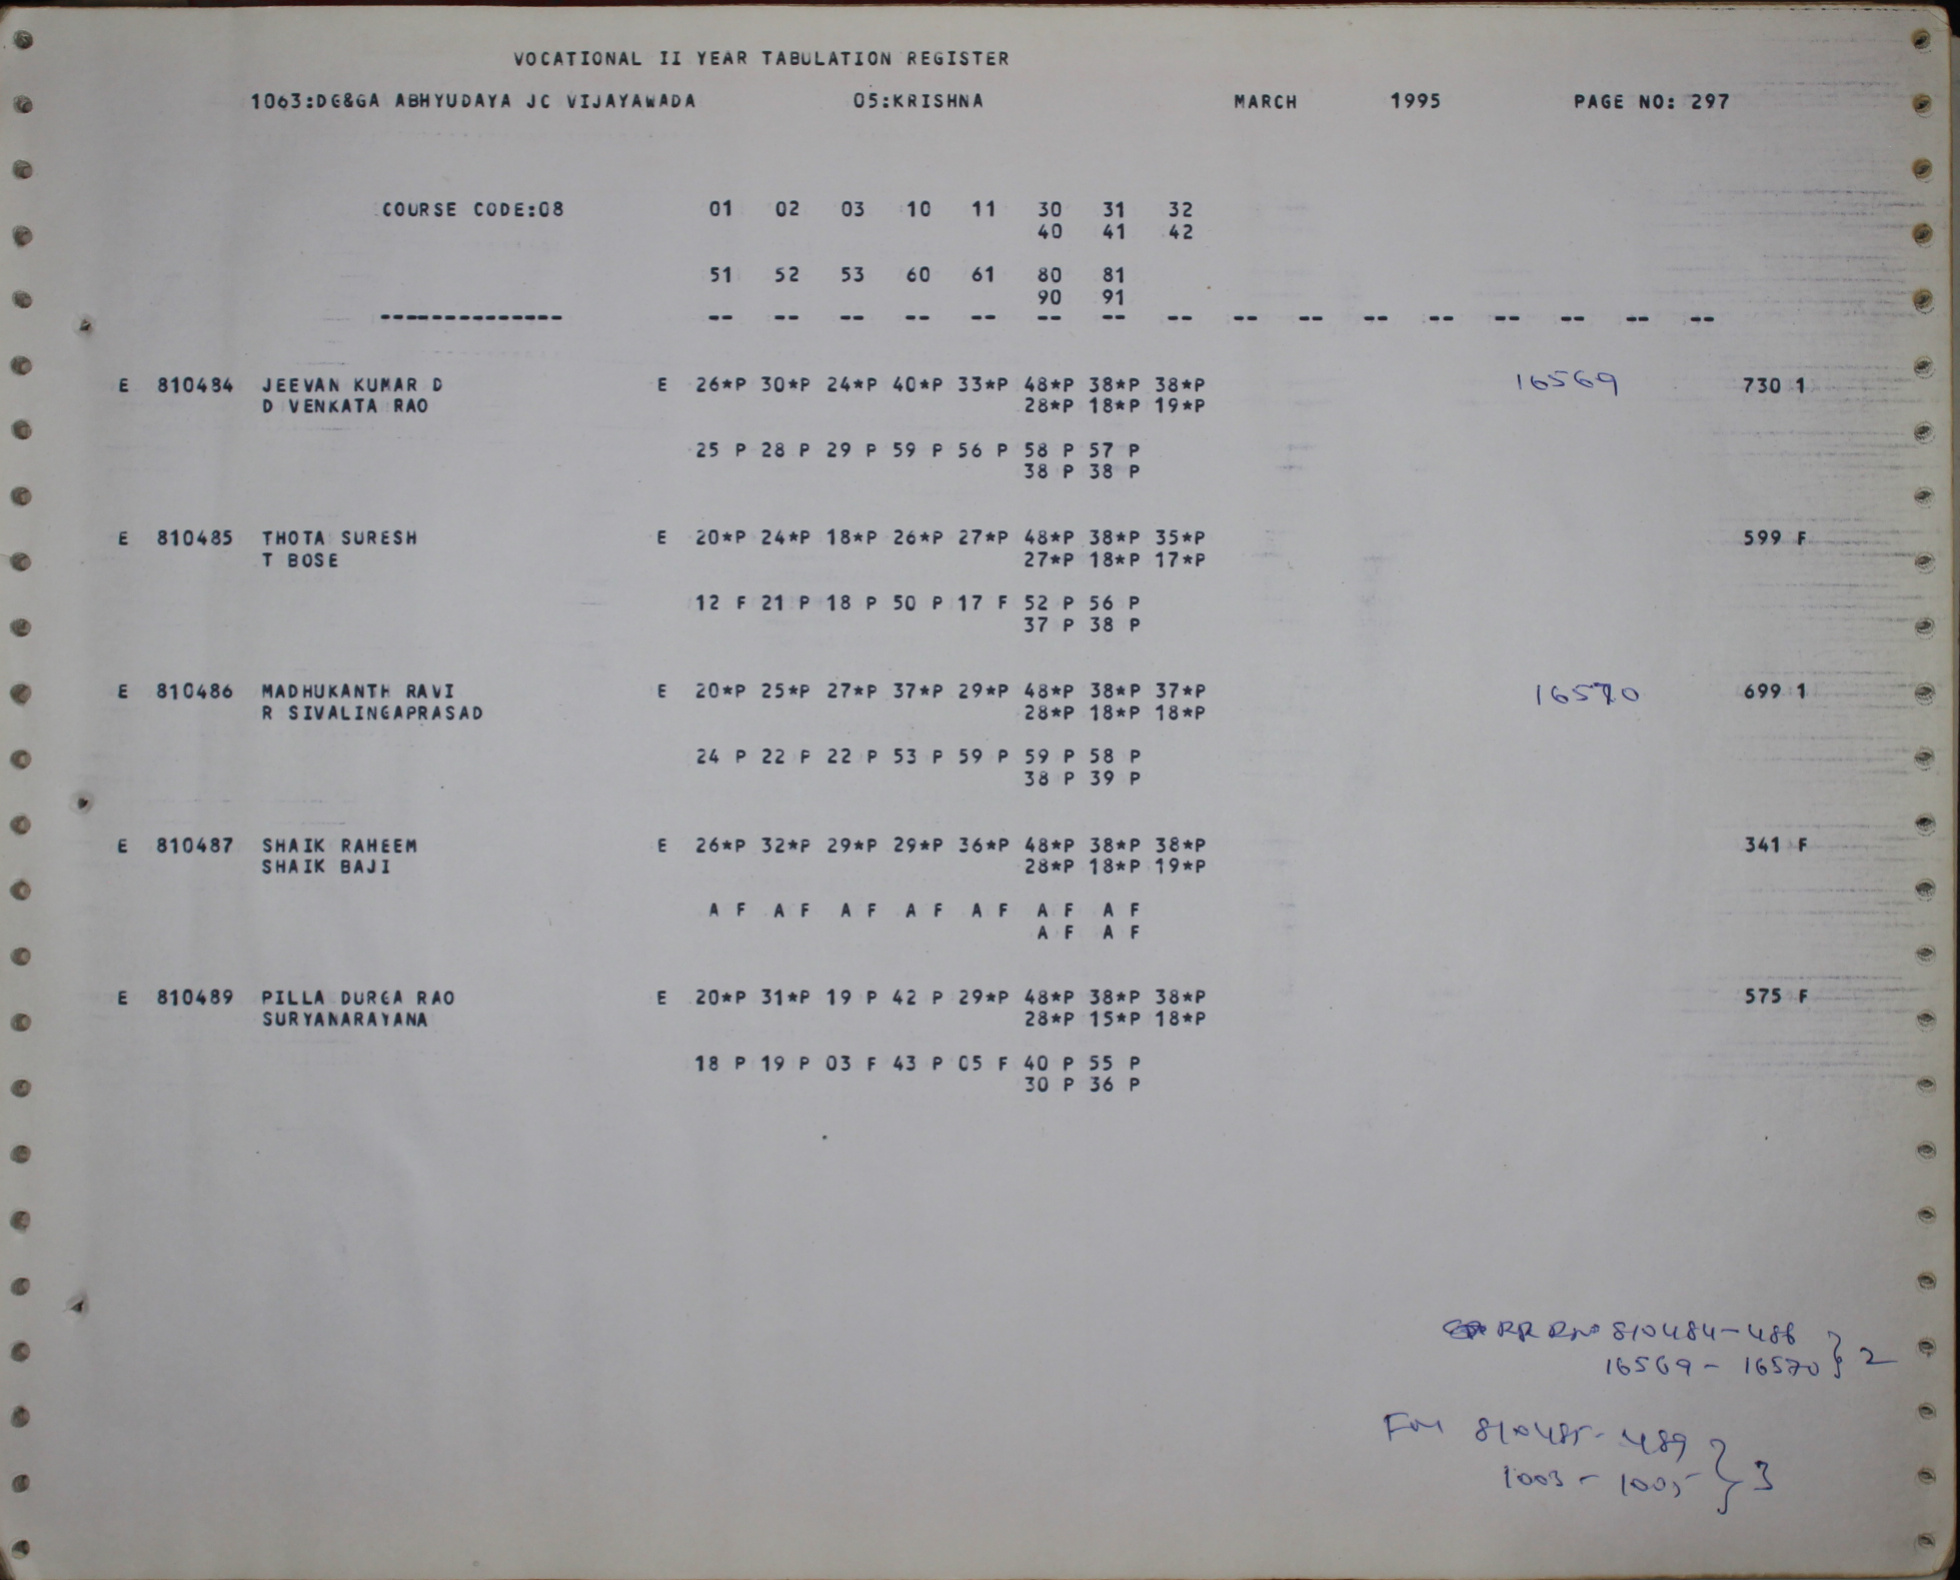 VOCATIONAL II YEAR TABULATION REGISTER
1063:DG&GA ABHYUDAYA JC VIJAYAWADA 05:KRISHNA MARCH 1995 PAGE NO: 297
COURSE CODE:08 01 02 03 10 11 30 31 32
40 41 42
51 52 53 60 61 80 81
90 91
-------------- -- -- -- -- -- -- -- -- -- -- -- -- -- -- -- --
E 810484 JEEVAN KUMAR D E 26*P 30*P 24*P 40*P 33*P 48*P 38*P 38*P 16569 730 1
D VENKATA RAO 28*P 18*P 19*P
25 P 28 P 29 P 59 P 56 P 58 P 57 P
38 P 38 P
E 810485 THOTA SURESH E 20*P 24*P 18*P 26*P 27*P 48*P 38*P 35*P 599 F
T BOSE 27*P 18*P 17*P
12 F 21 P 18 P 50 P 17 F 52 P 56 P
37 P 38 P
E 810486 MADHUKANTH RAVI E 20*P 25*P 27*P 37*P 29*P 48*P 38*P 37*P 16570 699 1
R SIVALINGAPRASAD 28*P 18*P 18*P
24 P 22 P 22 P 53 P 59 P 59 P 58 P
38 P 39 P
E 810487 SHAIK RAHEEM E 26*P 32*P 29*P 29*P 36*P 48*P 38*P 38*P 341 F
SHAIK BAJI 28*P 18*P 19*P
A F A F A F A F A F A F A F
A F A F
E 810489 PILLA DURGA RAO E 20*P 31*P 19 P 42 P 29*P 48*P 38*P 38*P 575 F
SURYANARAYANA 28*P 15*P 18*P
18 P 19 P 03 F 43 P 05 F 40 P 55 P
30 P 36 P
RR 810484-486
16569 - 16570 } 2
810485-489
1003 - 1005 } 3